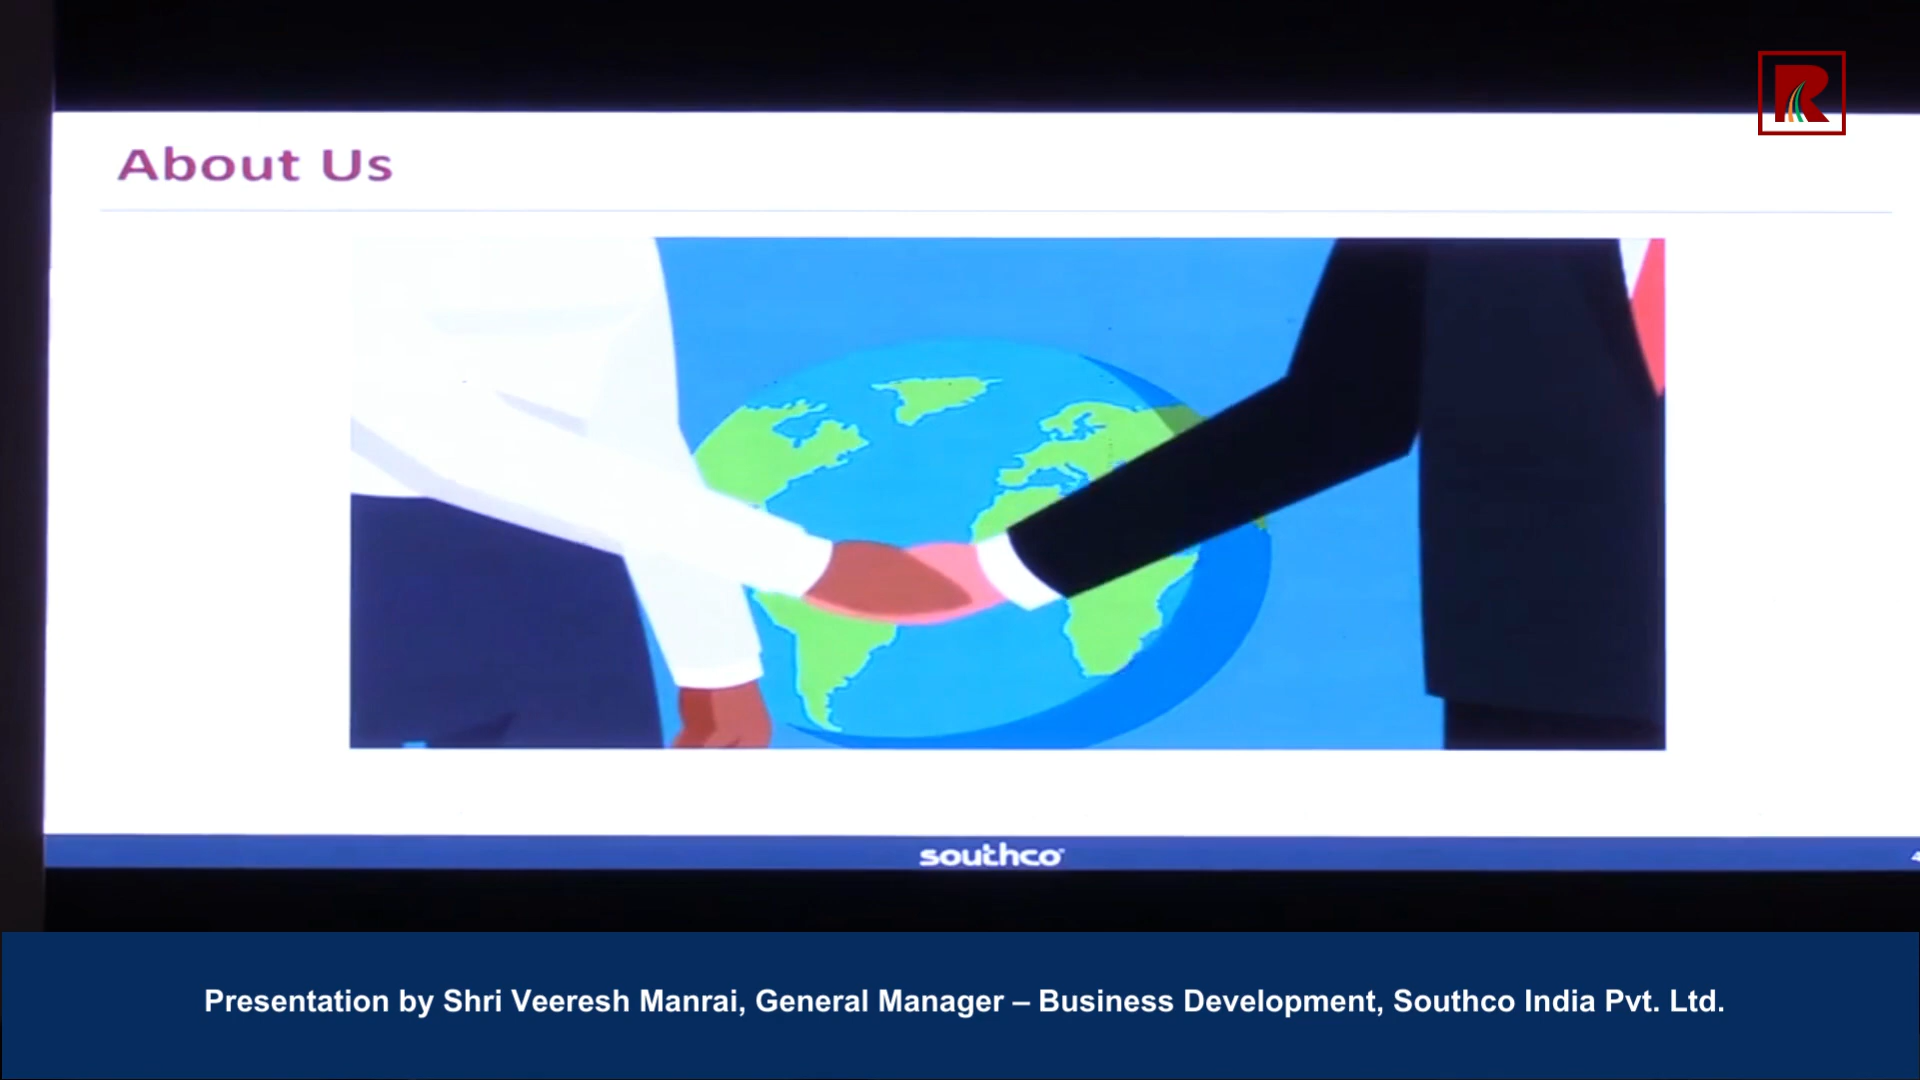 R
About Us
southco
Presentation by Shri Veeresh Manrai, General Manager – Business Development, Southco India Pvt. Ltd.